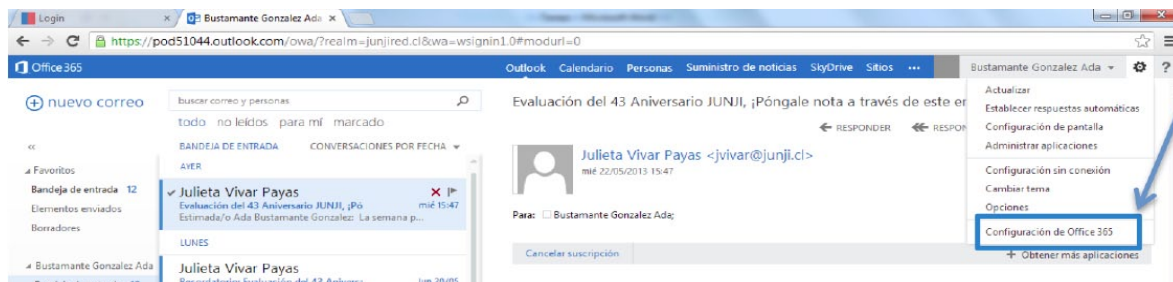 Login
Bustamante Gonzalez Ada
https://pod51044.outlook.com/owa/?realm=junjired.cl&wa=wsignin1.0#modurl=0
Office 365
Outlook Calendario Personas Suministro de noticias SkyDrive Sitios ••• Bustamante Gonzalez Ada ?
nuevo correo
buscar correo y personas
todo no leídos para mí marcado
BANDEJA DE ENTRADA CONVERSACIONES POR FECHA
«
Favoritos
Bandeja de entrada 12
Elementos enviados
Borradores
Bustamante Gonzalez Ada
AYER
Julieta Vivar Payas
Evaluación del 43 Aniversario JUNJI, ¡Pó mié 15:47
Estimada/o Ada Bustamante Gonzalez: La semana p...
LUNES
Julieta Vivar Payas
Evaluación del 43 Aniversario JUNJI, ¡Póngale nota a través de este
RESPONDER
Julieta Vivar Payas <jvivar@junji.cl>
mié 22/05/2013 15:47
Para: Bustamante Gonzalez Ada;
Cancelar suscripción
+ Obtener más aplicaciones
Actualizar
Establecer respuestas automáticas
Configuración de pantalla
Administrar aplicaciones
Configuración sin conexión
Cambiar tema
Opciones
Configuración de Office 365